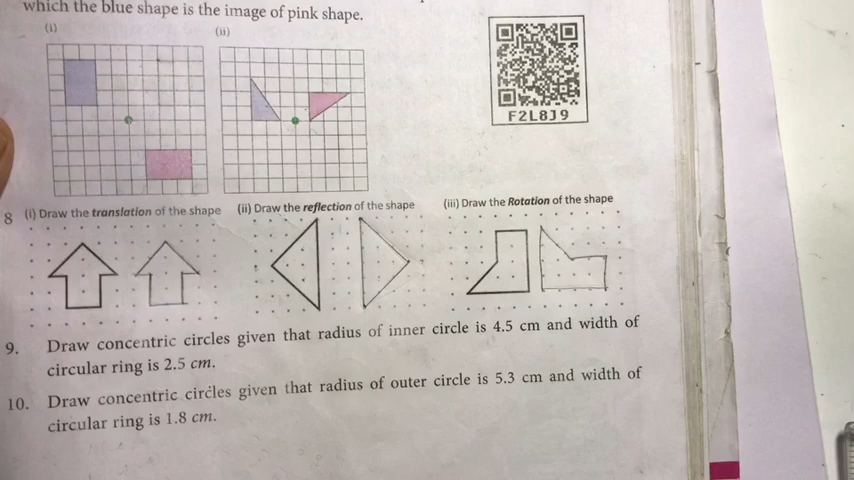 which the blue shape is the image of pink shape.
(i) (ii)
F2L8J9
8 (i) Draw the translation of the shape (ii) Draw the reflection of the shape (iii) Draw the Rotation of the shape
9. Draw concentric circles given that radius of inner circle is 4.5 cm and width of
circular ring is 2.5 cm.
10. Draw concentric circles given that radius of outer circle is 5.3 cm and width of
circular ring is 1.8 cm.